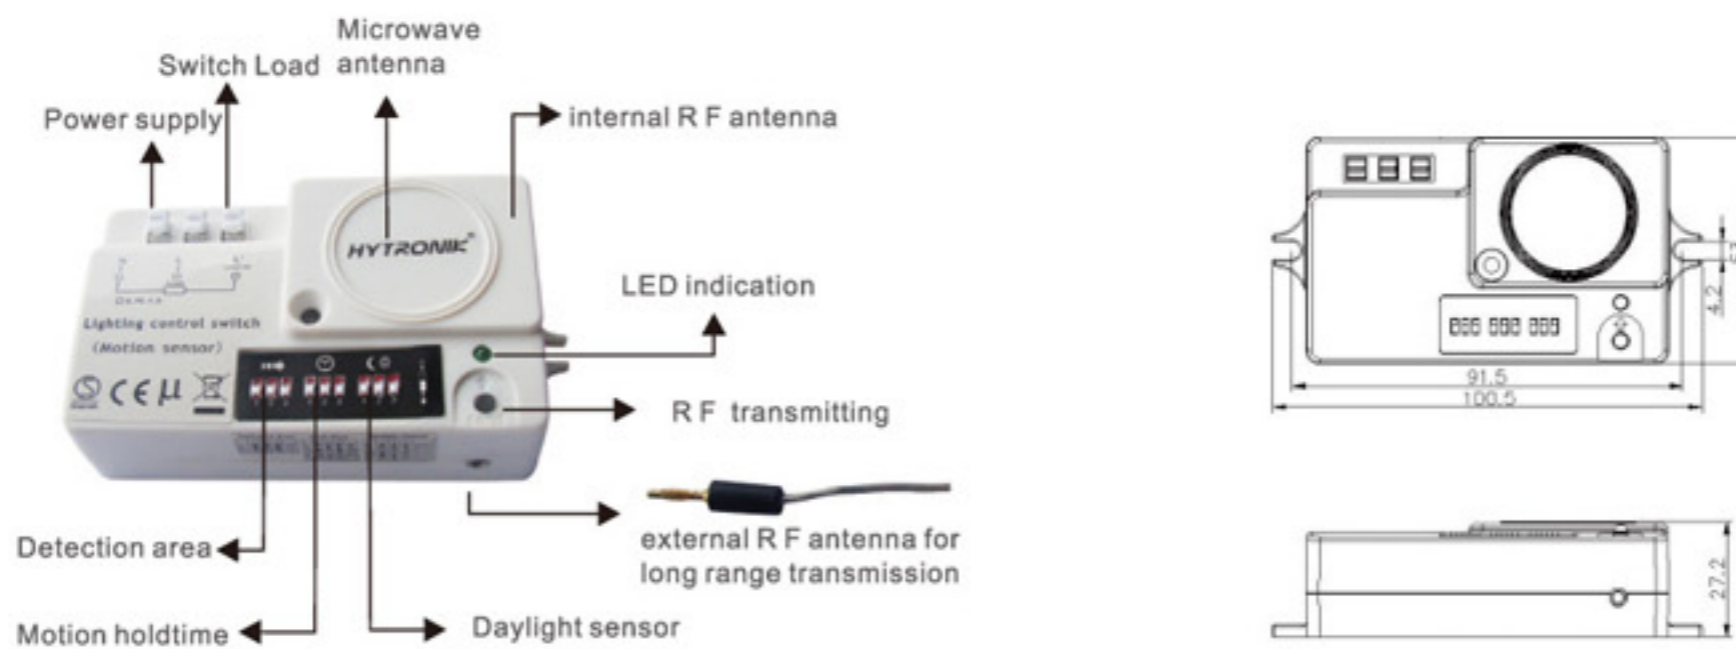 Microwave
antenna
Switch Load
Power supply
internal R F antenna
HYTRONIK®
LED indication
Lighting control switch
(Motion sensor)
R F transmitting
external R F antenna for
long range transmission
Detection area
Motion holdtime
Daylight sensor
4.2
91.5
100.5
27.2